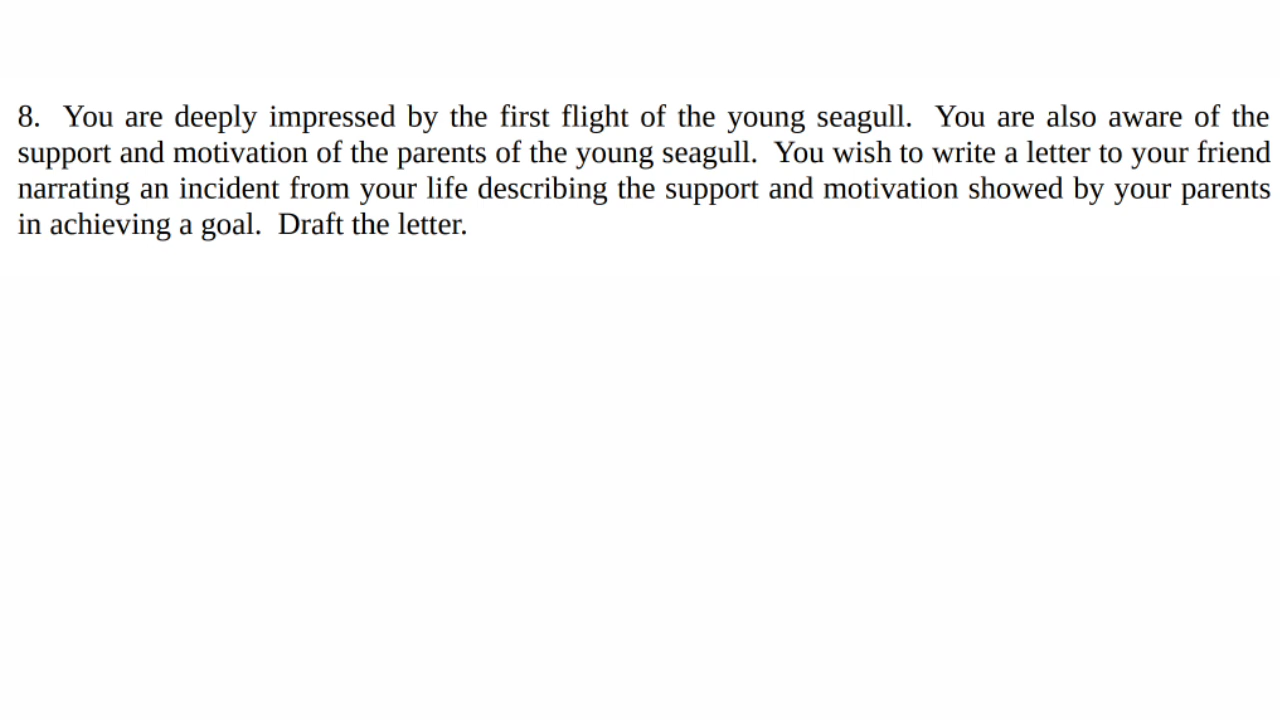 8. You are deeply impressed by the first flight of the young seagull. You are also aware of the
support and motivation of the parents of the young seagull. You wish to write a letter to your friend
narrating an incident from your life describing the support and motivation showed by your parents
in achieving a goal. Draft the letter.